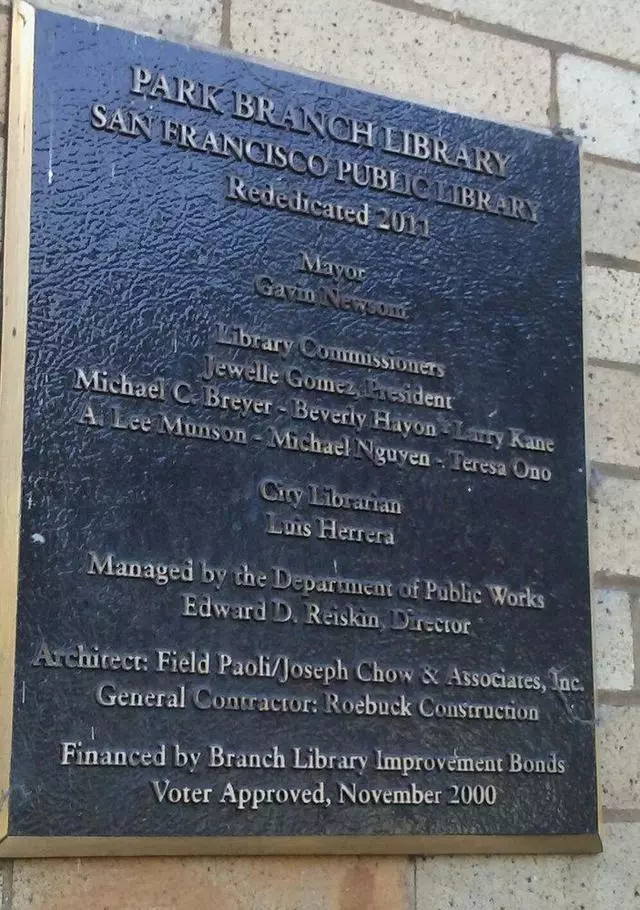 PARK BRANCH LIBRARY
SAN FRANCISCO PUBLIC LIBRARY
Rededicated 2011
Mayor
Gavin Newsom
Library Commissioners
Jewelle Gomez, President
Michael C. Breyer - Beverly Hayon - Larry Kane
A. Lee Munson - Michael Nguyen - Teresa Ono
City Librarian
Luis Herrera
Managed by the Department of Public Works
Edward D. Reiskin, Director
Architect: Field Paoli/Joseph Chow & Associates, Inc.
General Contractor: Roebuck Construction
Financed by Branch Library Improvement Bonds
Voter Approved, November 2000